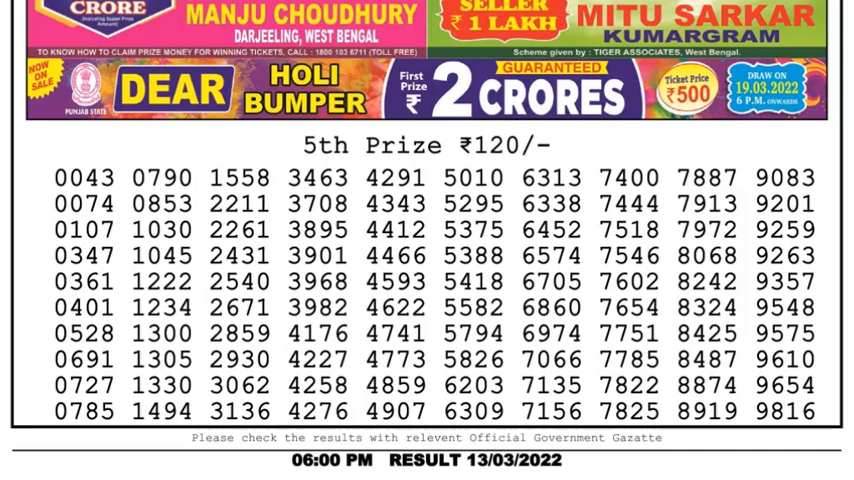 CRORE
(Including Super Prize Amount)
MANJU CHOUDHURY
DARJEELING, WEST BENGAL
SELLER
₹ 1 LAKH
MITU SARKAR
KUMARGRAM
TO KNOW HOW TO CLAIM PRIZE MONEY FOR WINNING TICKETS, CALL : 1800 103 6711 (TOLL FREE)
Scheme given by : TIGER ASSOCIATES, West Bengal.
NOW ON SALE
PUNJAB STATE
DEAR
HOLI
BUMPER
First
Prize
₹
2 CRORES
GUARANTEED
Ticket Price
₹500
DRAW ON
19.03.2022
6 P.M. ONWARDS
5th Prize ₹120/-
0043 0790 1558 3463 4291 5010 6313 7400 7887 9083
0074 0853 2211 3708 4343 5295 6338 7444 7913 9201
0107 1030 2261 3895 4412 5375 6452 7518 7972 9259
0347 1045 2431 3901 4466 5388 6574 7546 8068 9263
0361 1222 2540 3968 4593 5418 6705 7602 8242 9357
0401 1234 2671 3982 4622 5582 6860 7654 8324 9548
0528 1300 2859 4176 4741 5794 6974 7751 8425 9575
0691 1305 2930 4227 4773 5826 7066 7785 8487 9610
0727 1330 3062 4258 4859 6203 7135 7822 8874 9654
0785 1494 3136 4276 4907 6309 7156 7825 8919 9816
Please check the results with relevent Official Government Gazatte
06:00 PM RESULT 13/03/2022